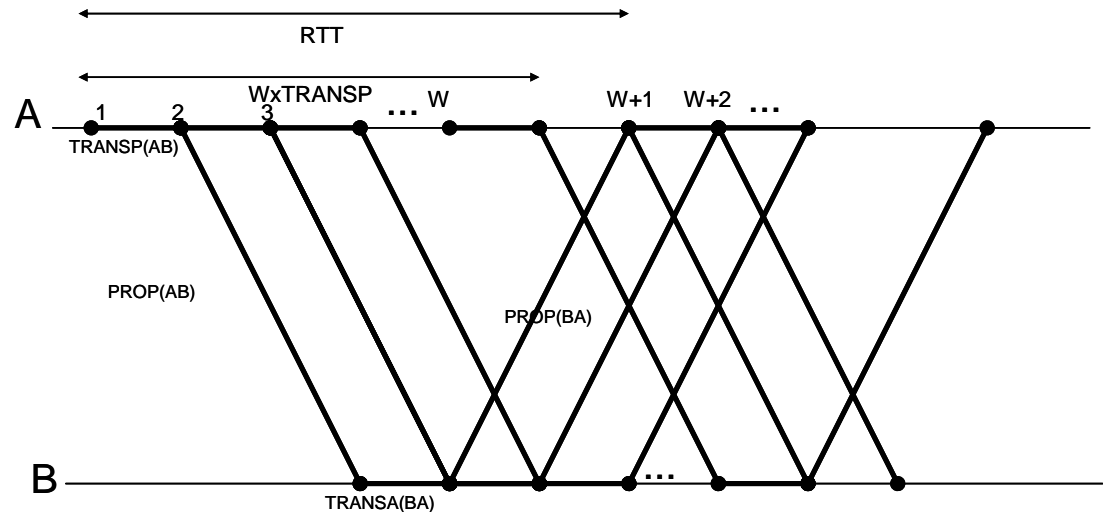 RTT
WxTRANSP
A
1
2
3
... W
W+1
W+2 ...
TRANSP(AB)
PROP(AB)
PROP(BA)
B
...
TRANSA(BA)